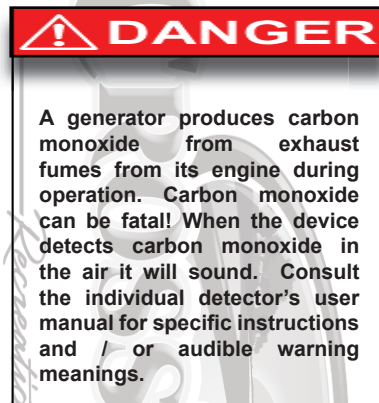 DANGER
A generator produces carbon
monoxide from exhaust
fumes from its engine during
operation. Carbon monoxide
can be fatal! When the device
detects carbon monoxide in
the air it will sound. Consult
the individual detector's user
manual for specific instructions
and / or audible warning
meanings.